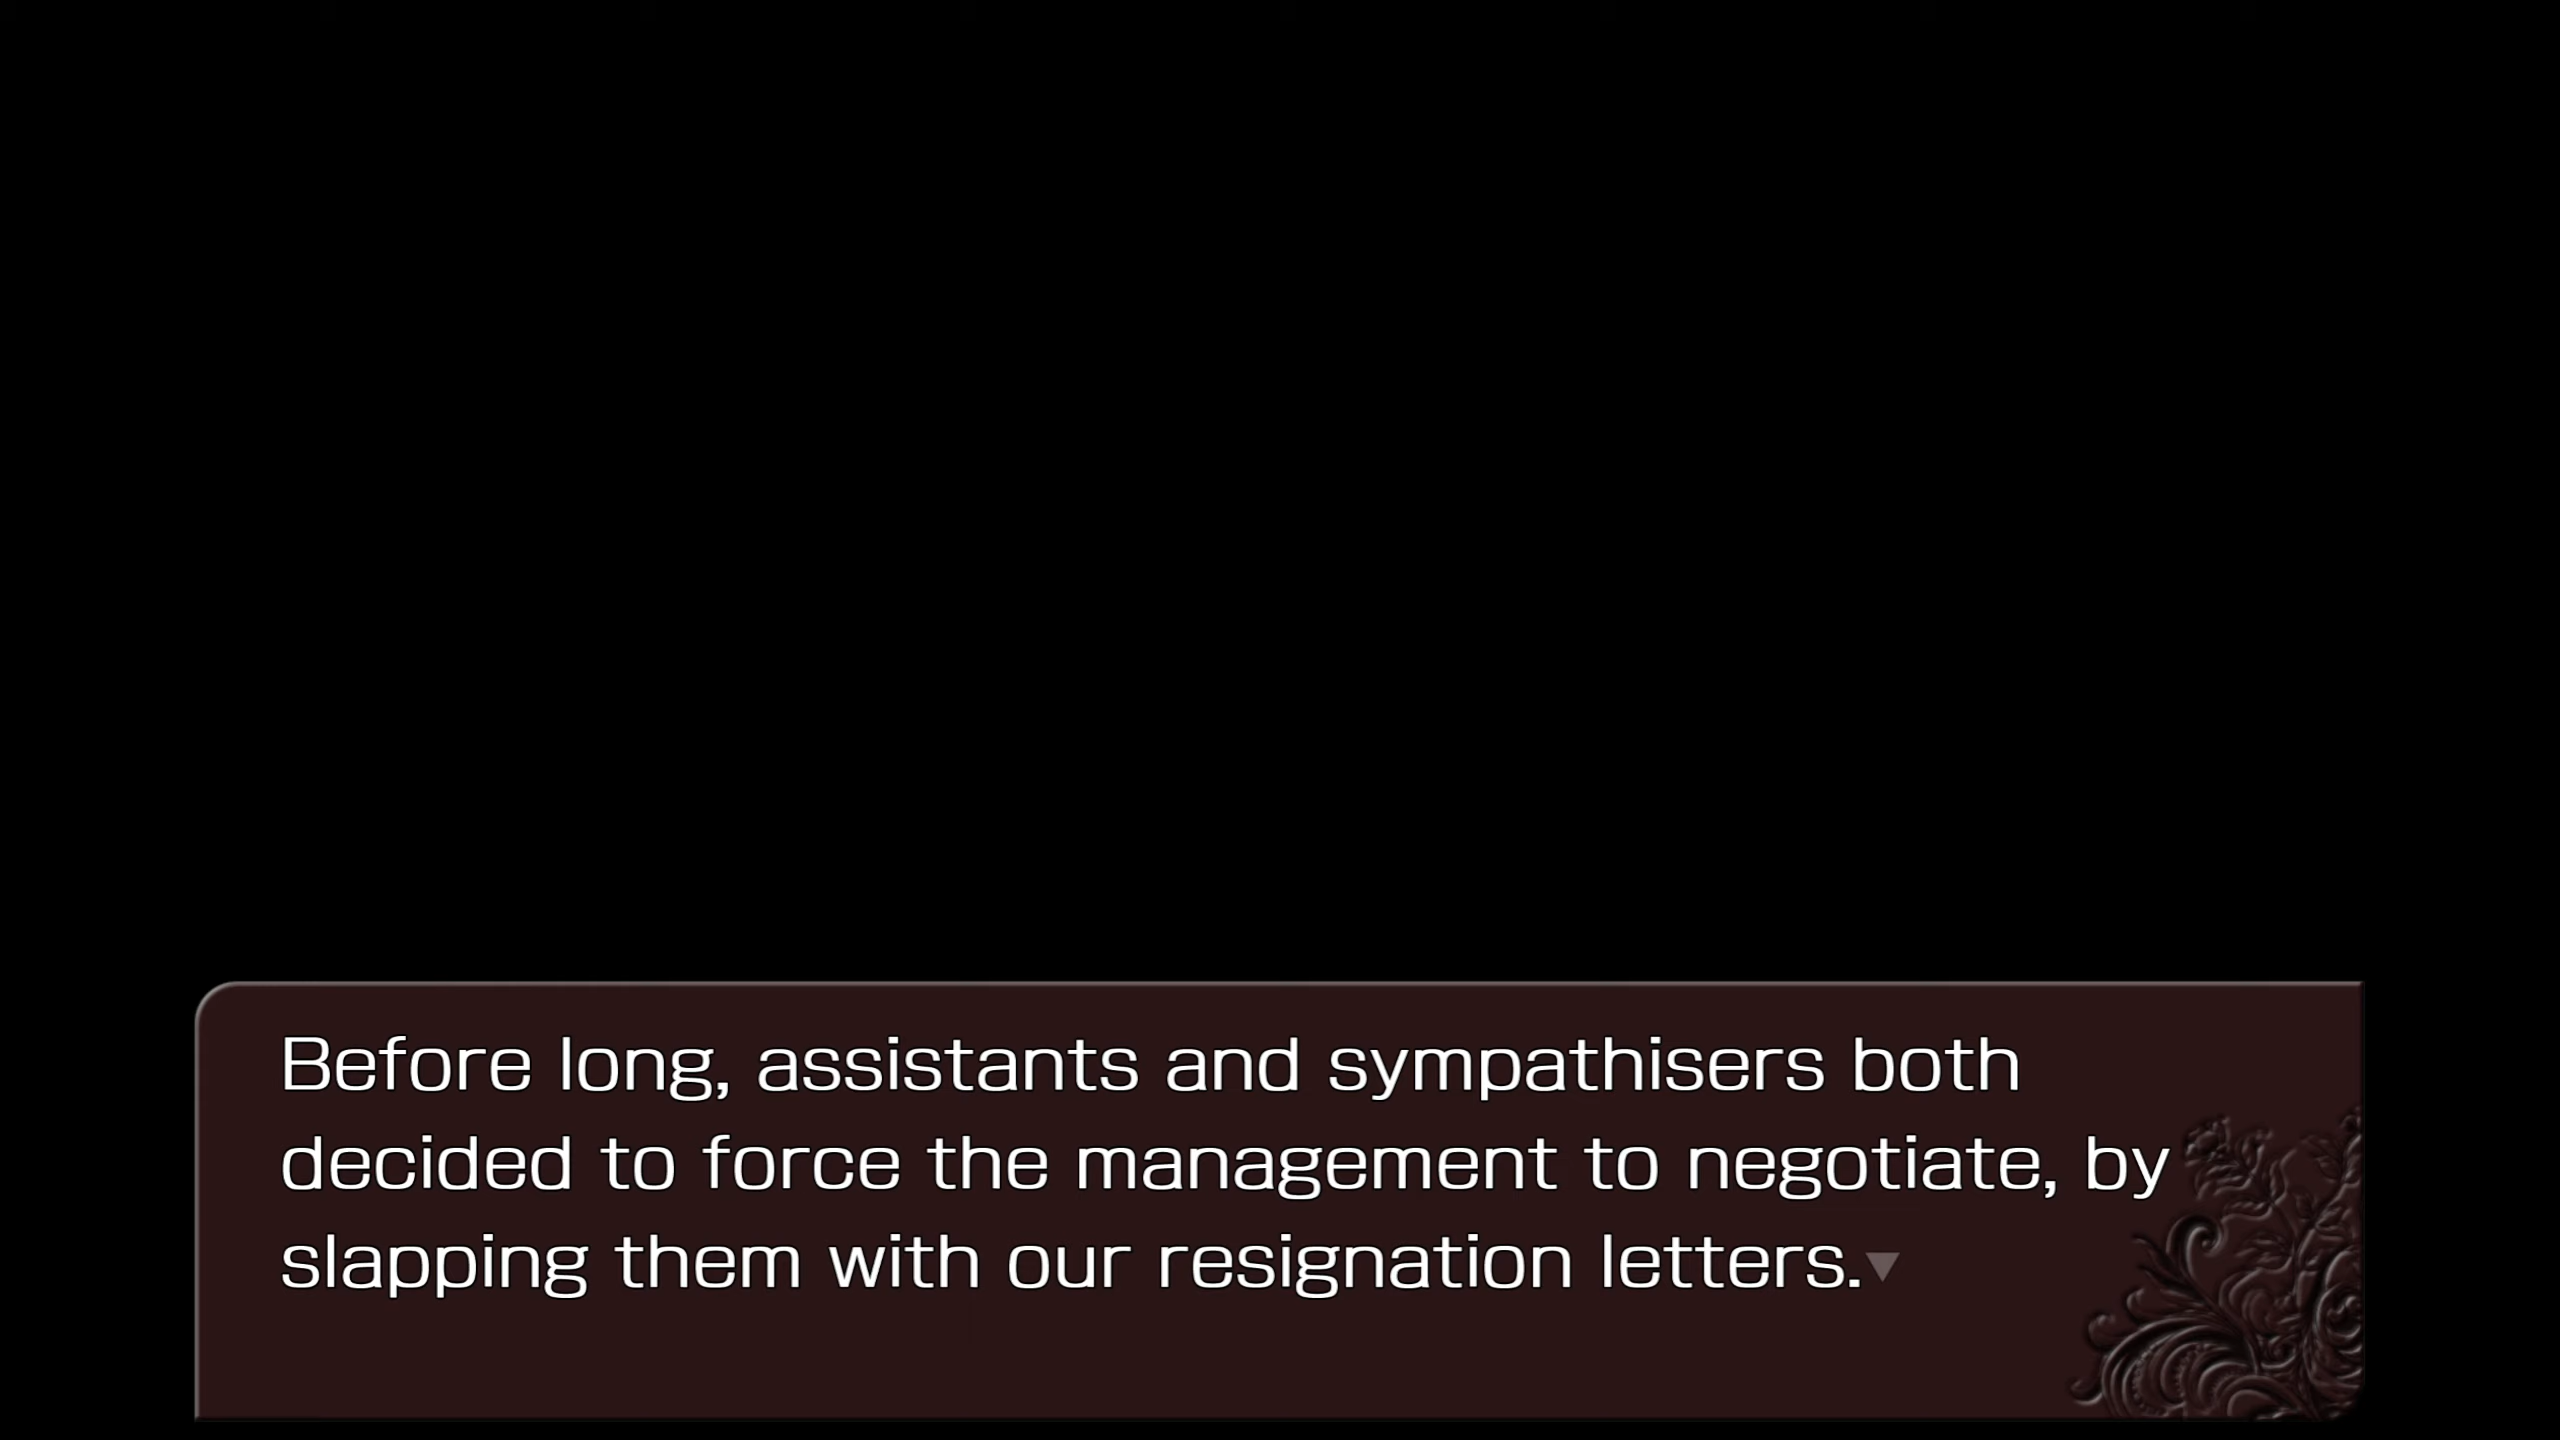 Before long, assistants and sympathisers both
decided to force the management to negotiate, by
slapping them with our resignation letters.